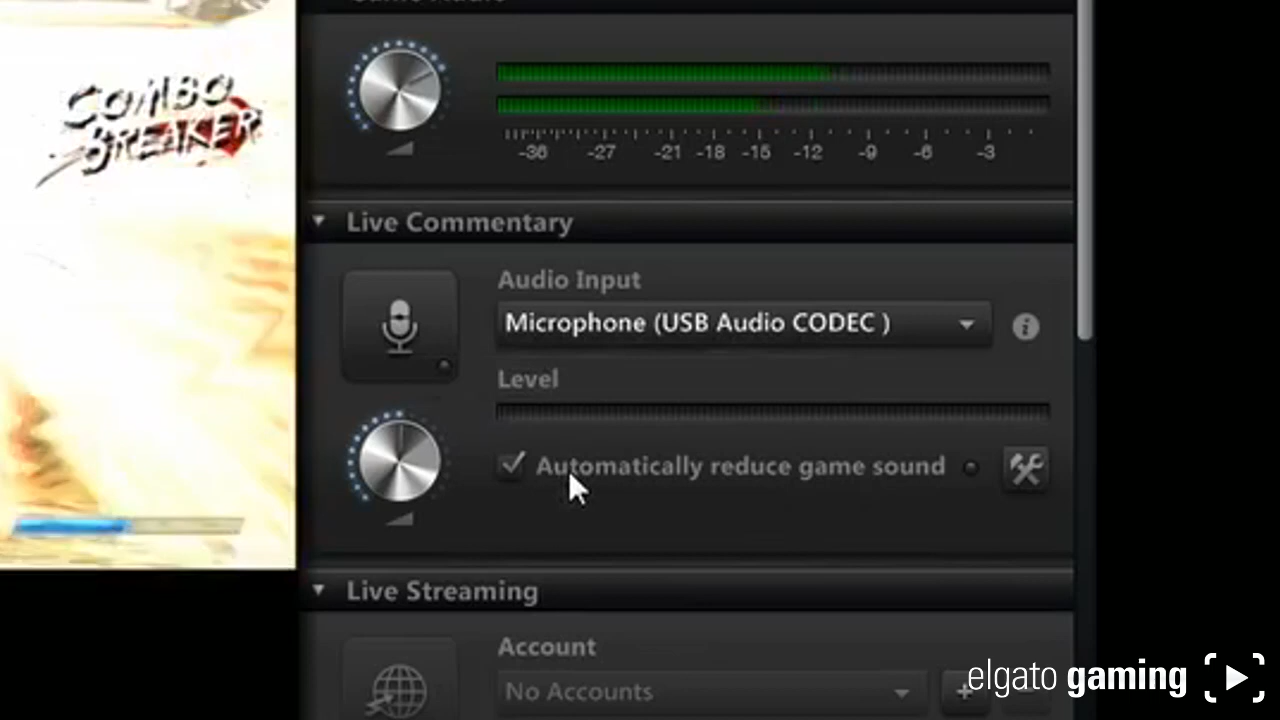 COMBO
BREAKER
-36 -27 -21 -18 -15 -12 -9 -6 -3
Live Commentary
Audio Input
Microphone (USB Audio CODEC )
Level
Automatically reduce game sound
Live Streaming
Account
No Accounts
elgato gaming